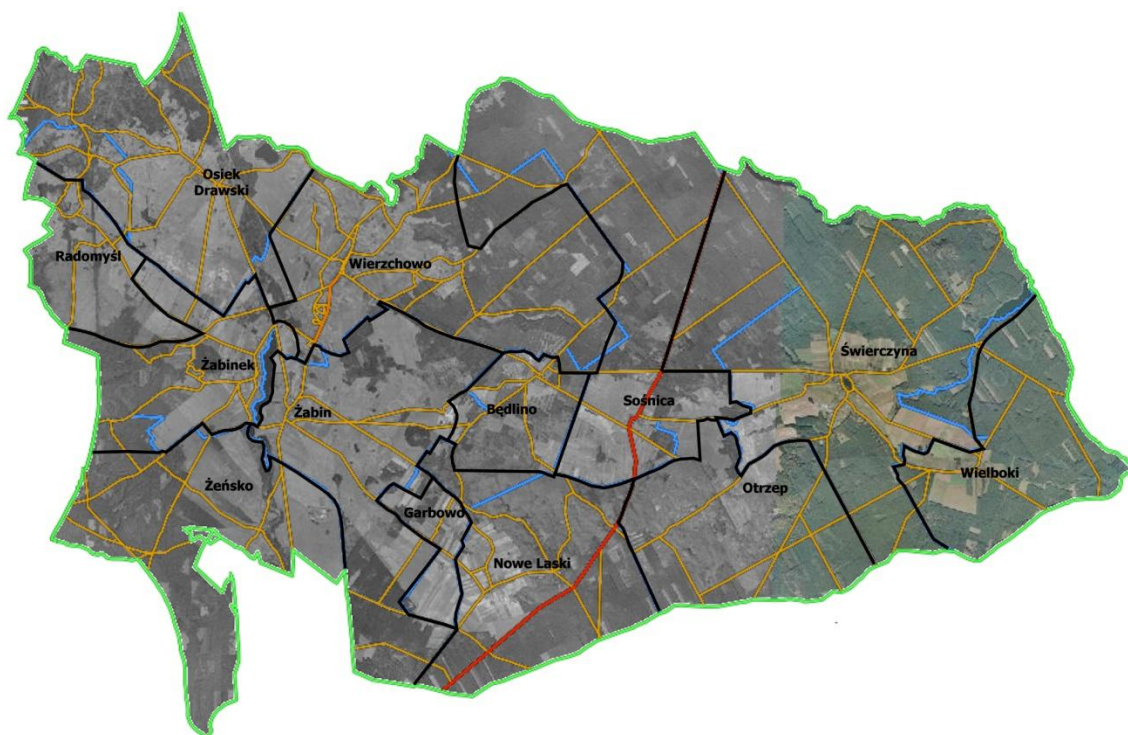 Osiek
Drawski
Radomyśl
Wierzchowo
Świerczyna
Żabinek
Sośnica
Będlino
Żabin
Wielboki
Żeńsko
Otrzep
Garbowo
Nowe Laski